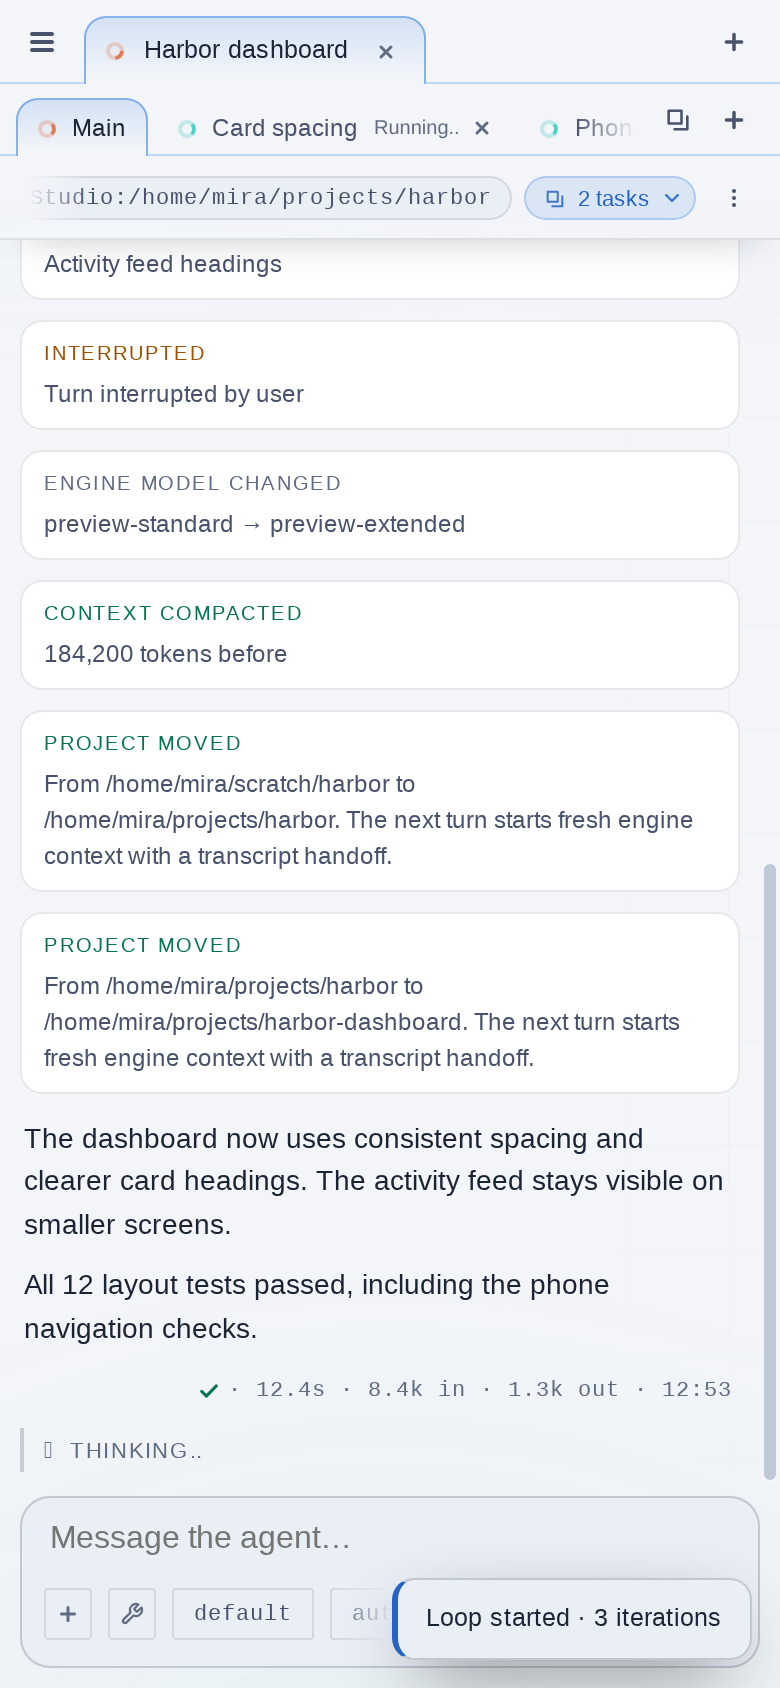 Harbor dashboard
Main
Card spacing Running..
Phon
Studio:/home/mira/projects/harbor
2 tasks
Activity feed headings
INTERRUPTED
Turn interrupted by user
ENGINE MODEL CHANGED
preview-standard → preview-extended
CONTEXT COMPACTED
184,200 tokens before
PROJECT MOVED
From /home/mira/scratch/harbor to
/home/mira/projects/harbor. The next turn starts fresh engine
context with a transcript handoff.
PROJECT MOVED
From /home/mira/projects/harbor to
/home/mira/projects/harbor-dashboard. The next turn starts
fresh engine context with a transcript handoff.
The dashboard now uses consistent spacing and
clearer card headings. The activity feed stays visible on
smaller screens.
All 12 layout tests passed, including the phone
navigation checks.
· 12.4s · 8.4k in · 1.3k out · 12:53
THINKING..
Message the agent…
default
aut
Loop started · 3 iterations